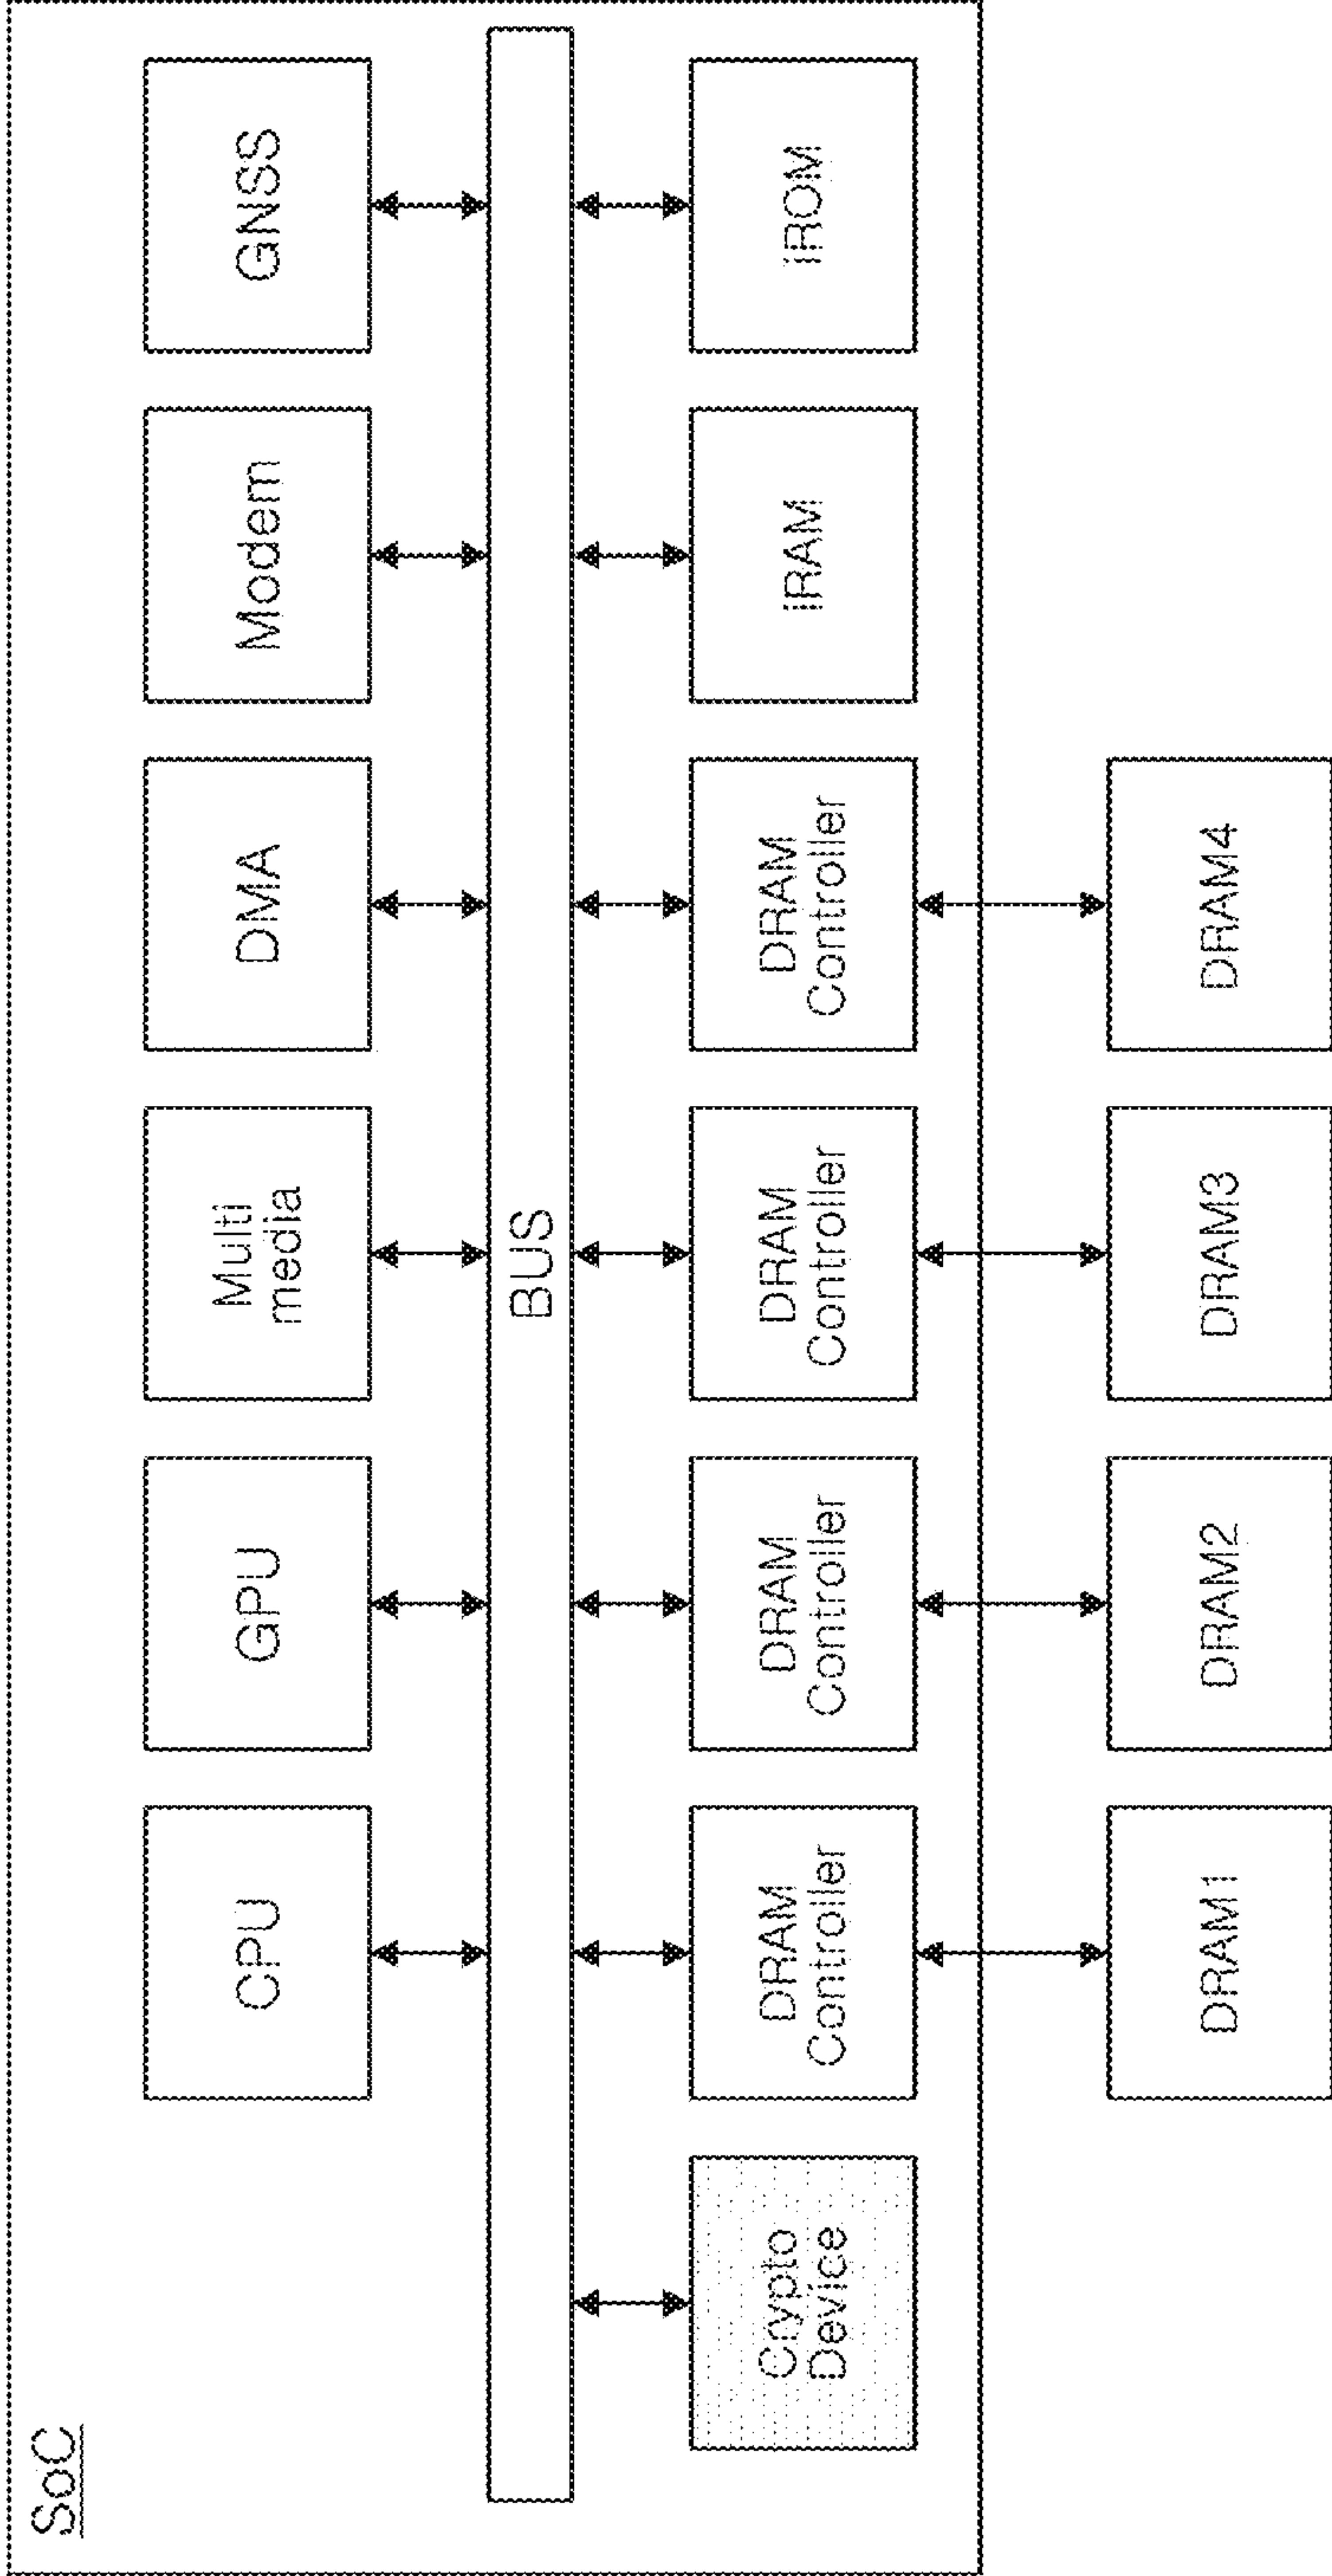 SoC
CPU
GPU
Multi
media
DMA
Modem
GNSS
BUS
Crypto
Device
DRAM
Controller
DRAM
Controller
DRAM
Controller
DRAM
Controller
iRAM
iROM
DRAM1
DRAM2
DRAM3
DRAM4